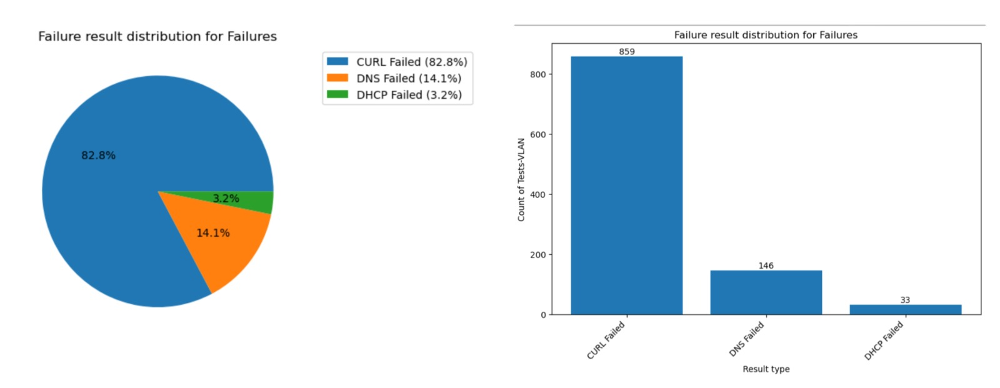 Failure result distribution for Failures
CURL Failed (82.8%)
DNS Failed (14.1%)
DHCP Failed (3.2%)
82.8%
3.2%
14.1%
Failure result distribution for Failures
859
800
600
400
200
0
146
33
Count of Tests-VLAN
CURL Failed
DNS Failed
DHCP Failed
Result type